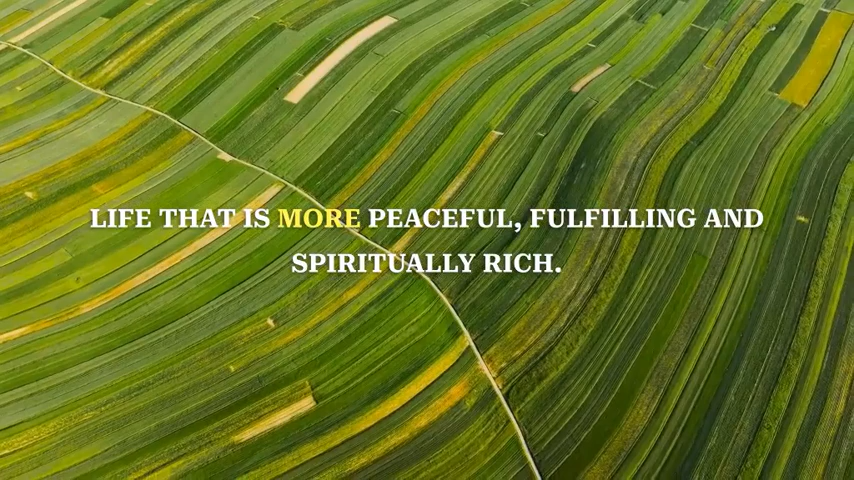 LIFE THAT IS MORE PEACEFUL, FULFILLING AND
SPIRITUALLY RICH.